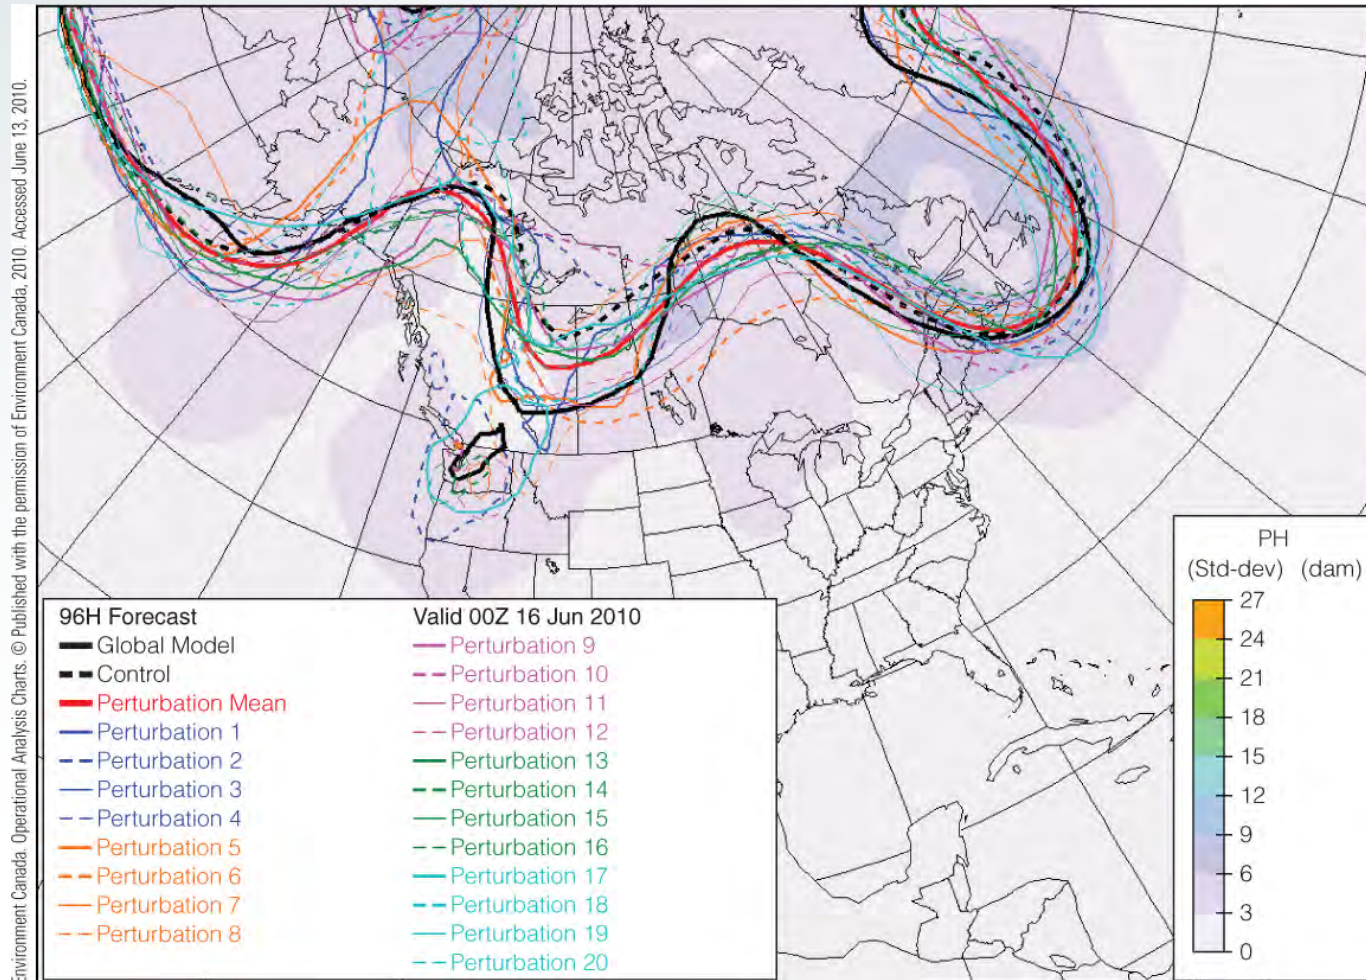 Environment Canada. Operational Analysis Charts. © Published with the permission of Environment Canada, 2010. Accessed June 13, 2010.
96H Forecast
Global Model
Control
Perturbation Mean
Perturbation 1
Perturbation 2
Perturbation 3
Perturbation 4
Perturbation 5
Perturbation 6
Perturbation 7
Perturbation 8
Valid 00Z 16 Jun 2010
Perturbation 9
Perturbation 10
Perturbation 11
Perturbation 12
Perturbation 13
Perturbation 14
Perturbation 15
Perturbation 16
Perturbation 17
Perturbation 18
Perturbation 19
Perturbation 20
PH
(Std-dev) (dam)
27
24
21
18
15
12
9
6
3
0